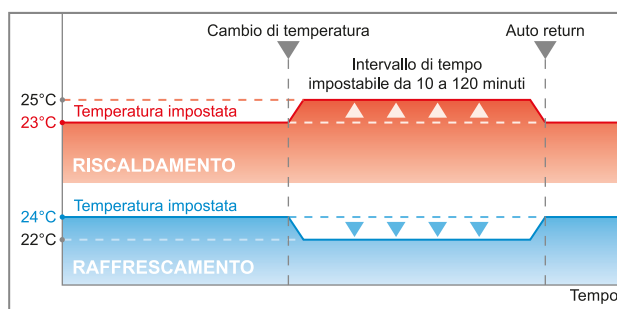 Cambio di temperatura
Auto return
Intervallo di tempo
impostabile da 10 a 120 minuti
25°C
Temperatura impostata
23°C
RISCALDAMENTO
Temperatura impostata
24°C
22°C
RAFFRESCAMENTO
Tempo